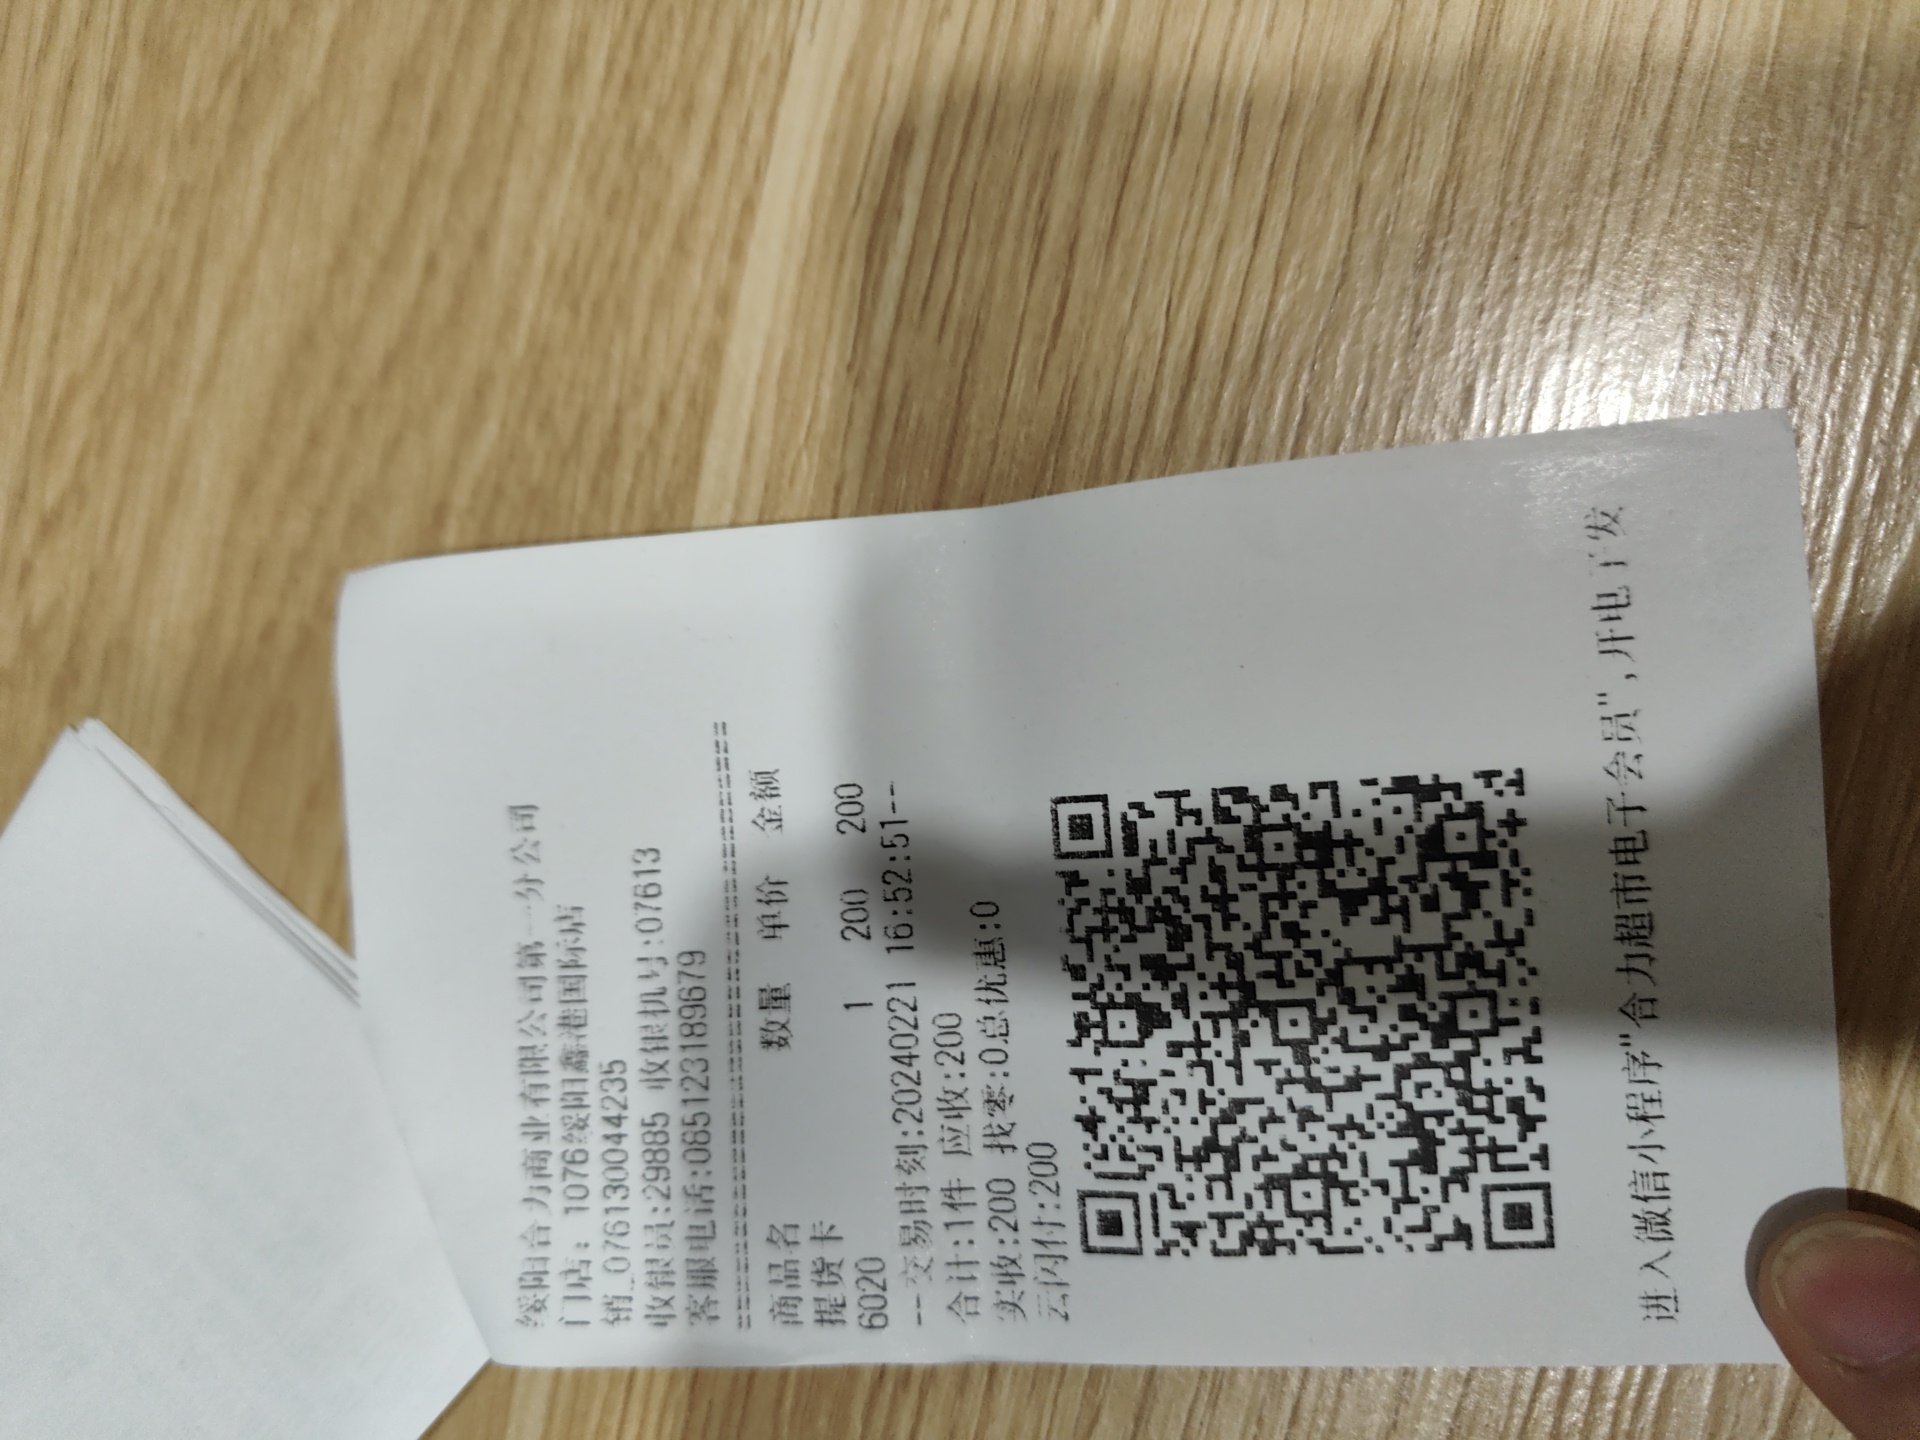 绥阳合力商业有限公司第一分公司
门店: 1076绥阳鑫港国际店
销_076130044235
收银员:29885 收银机号:07613
客服电话:085123189679
商品名 数量 单价 金额
提货卡
6020 1 200 200
--交易时刻:20240221 16:52:51--
合计:1件 应收:200
实收:200 找零:0总优惠:0
云闪付:200
进入微信小程序"合力超市电子会员",开电子发